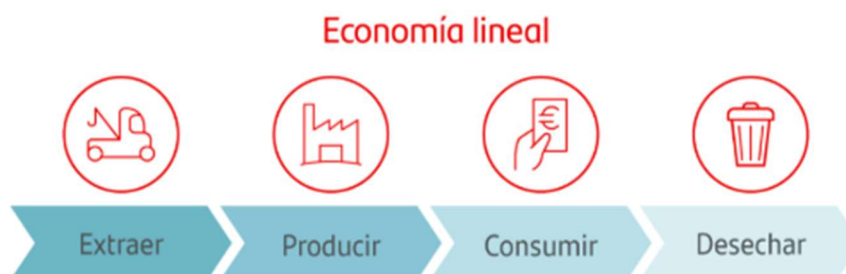 Economía lineal
€
Extraer
Producir
Consumir
Desechar